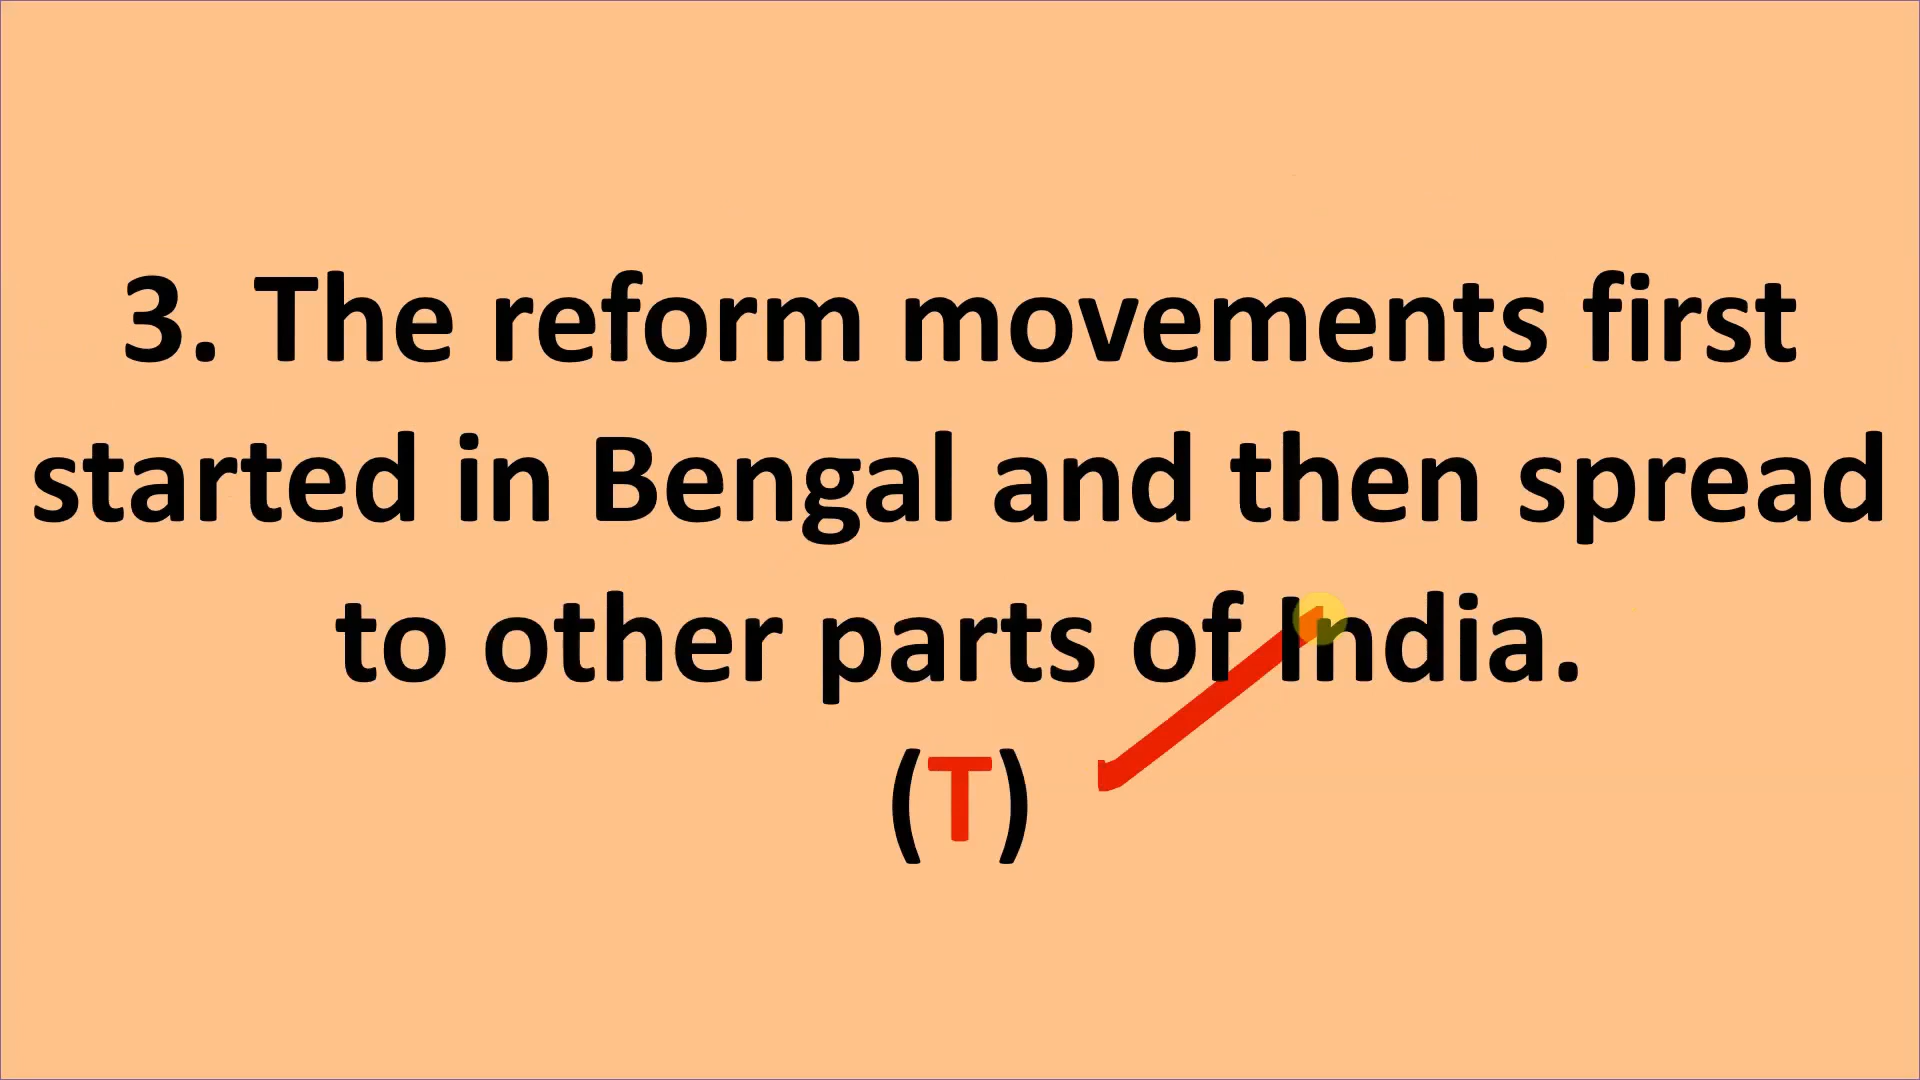 3. The reform movements first
started in Bengal and then spread
to other parts of India.
(T)